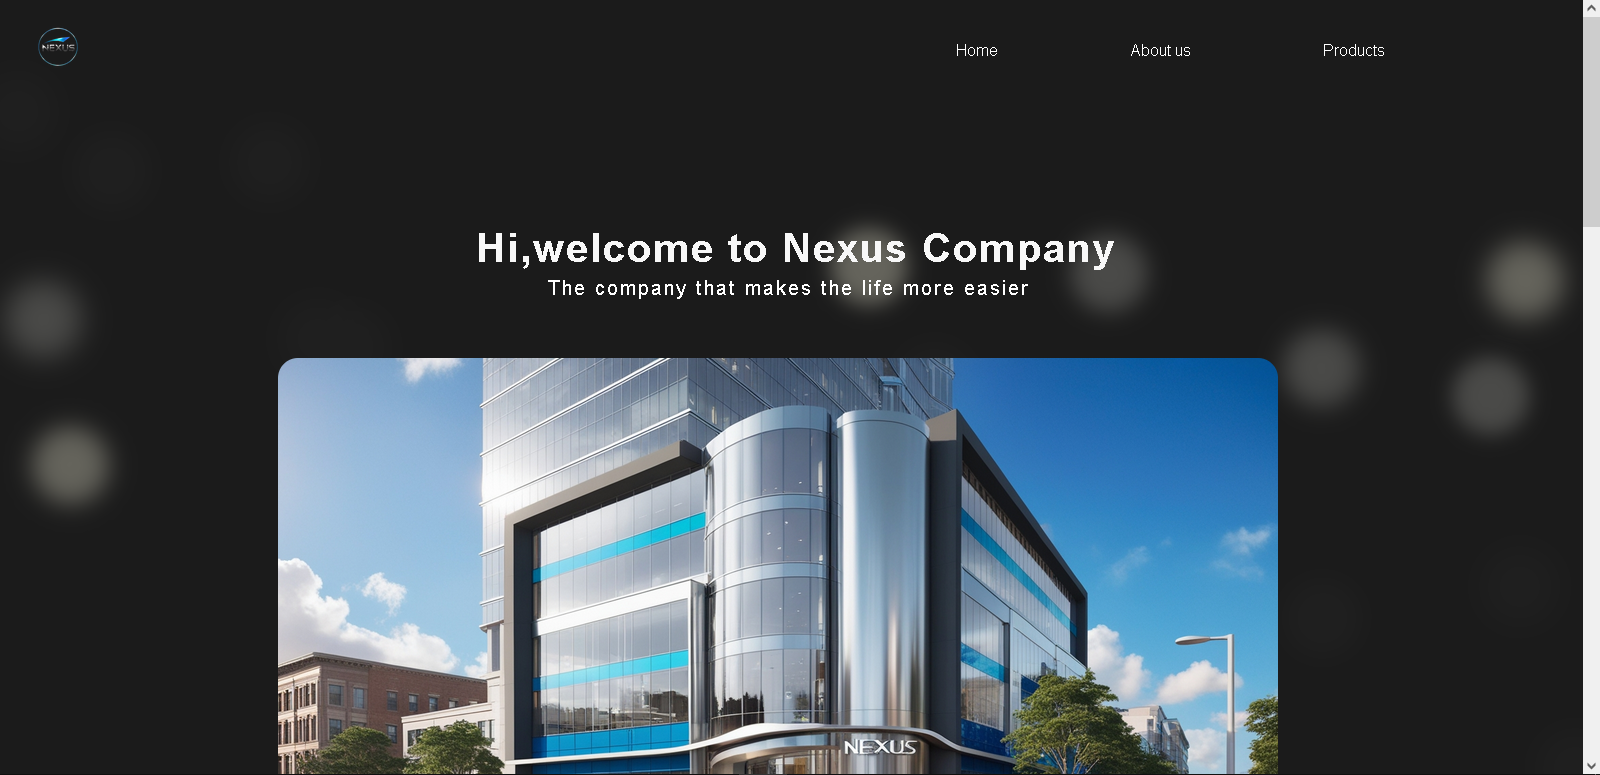 NEXUS
Home
About us
Products
Hi,welcome to Nexus Company
The company that makes the life more easier
NEXUS